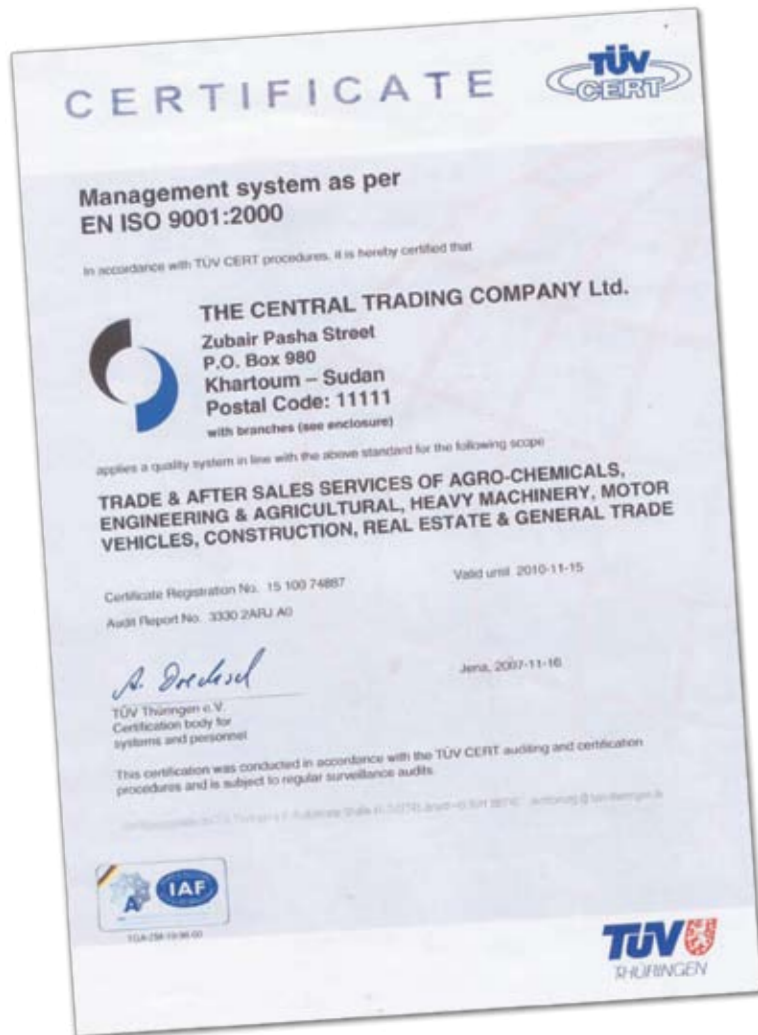 CERTIFICATE
TÜV
CERT
Management system as per
EN ISO 9001:2000
In accordance with TÜV CERT procedures, it is hereby certified that
THE CENTRAL TRADING COMPANY Ltd.
Zubair Pasha Street
P.O. Box 980
Khartoum – Sudan
Postal Code: 11111
with branches (see enclosure)
applies a quality system in line with the above standard for the following scope
TRADE & AFTER SALES SERVICES OF AGRO-CHEMICALS,
ENGINEERING & AGRICULTURAL, HEAVY MACHINERY, MOTOR
VEHICLES, CONSTRUCTION, REAL ESTATE & GENERAL TRADE
Certificate Registration No. 15 100 74887
Valid until 2010-11-15
Audit Report No. 3330 2ARJ A0
A. Drechsel
Jena, 2007-11-16
TÜV Thüringen e.V.
Certification body for
systems and personnel
This certification was conducted in accordance with the TÜV CERT auditing and certification
procedures and is subject to regular surveillance audits.
A
IAF
TÜV
THÜRINGEN